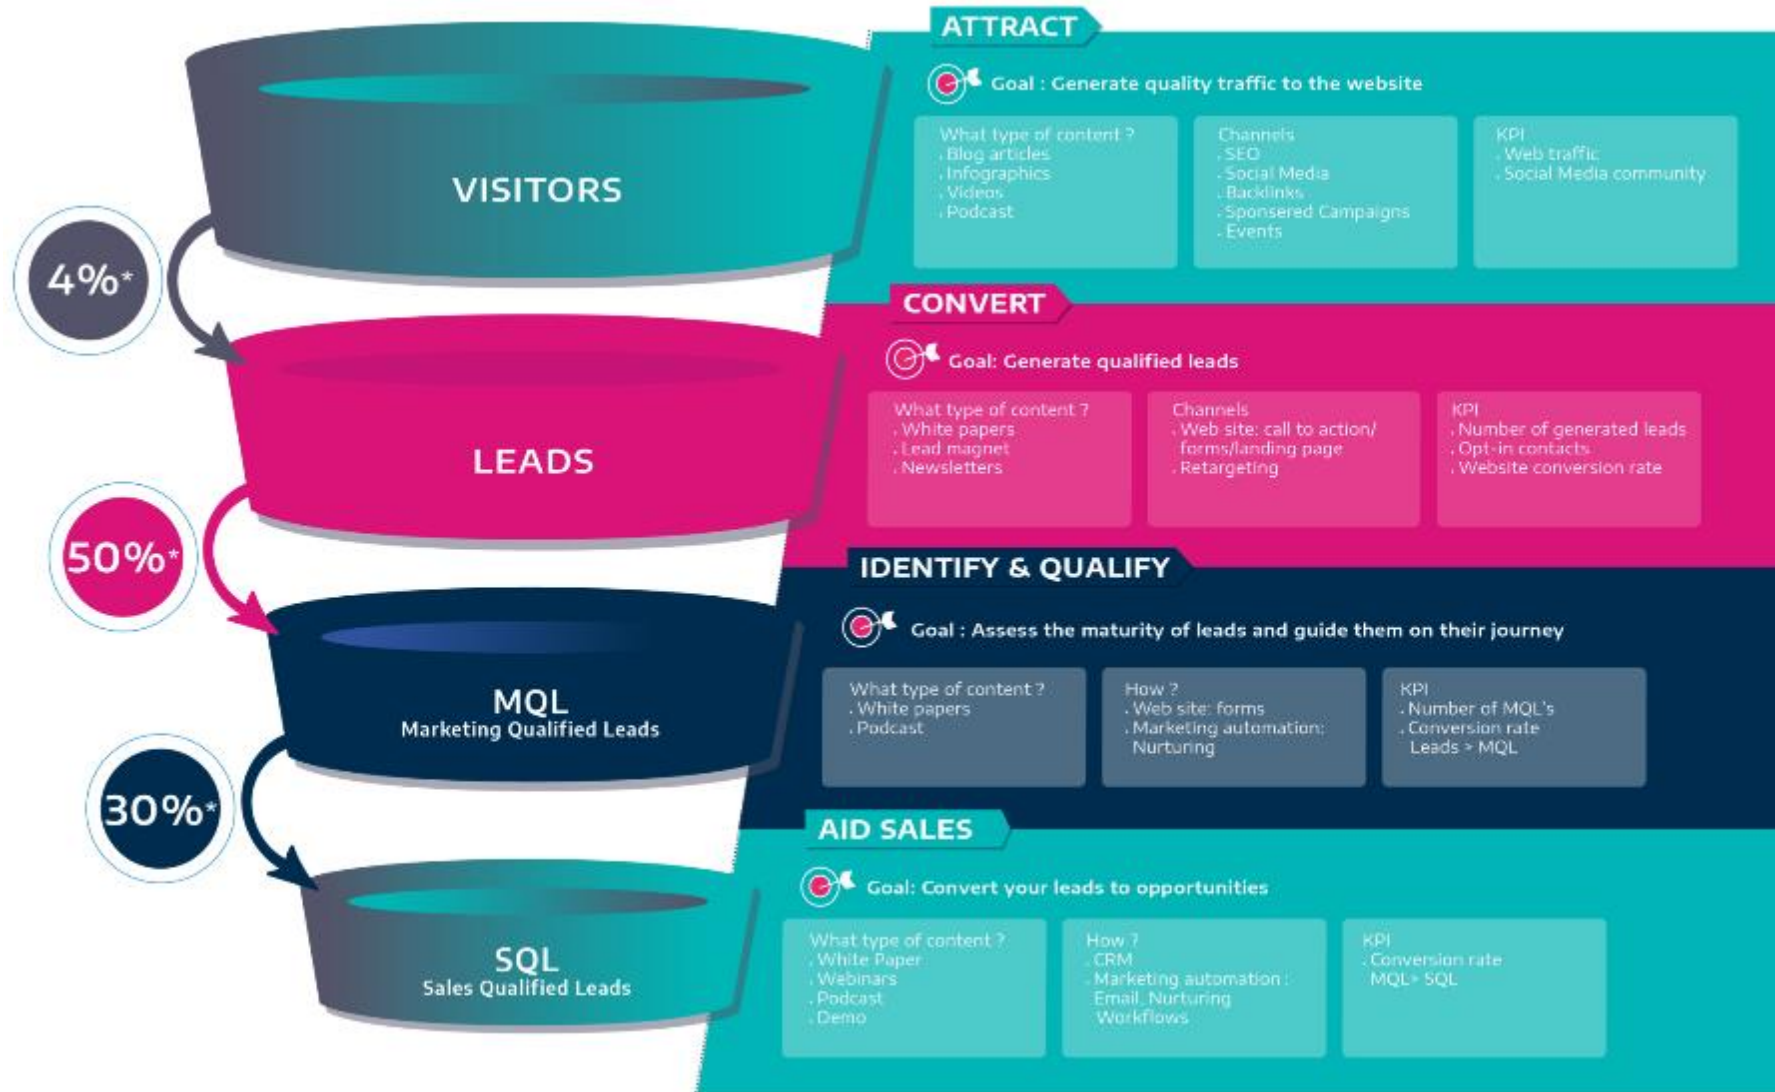 ATTRACT
Goal : Generate quality traffic to the website
What type of content ?
. Blog articles
. Infographics
. Videos
. Podcast
Channels
. SEO
. Social Media
. Backlinks
. Sponsered Campaigns
. Events
KPI
. Web traffic
. Social Media community
VISITORS
4%*
CONVERT
Goal: Generate qualified leads
What type of content ?
. White papers
. Lead magnet
. Newsletters
Channels
. Web site: call to action/
forms/landing page
. Retargeting
KPI
. Number of generated leads
. Opt-in contacts
. Website conversion rate
LEADS
50%*
IDENTIFY & QUALIFY
Goal : Assess the maturity of leads and guide them on their journey
What type of content ?
. White papers
. Podcast
How ?
. Web site: forms
. Marketing automation:
Nurturing
KPI
. Number of MQL's
. Conversion rate
Leads > MQL
MQL
Marketing Qualified Leads
30%*
AID SALES
Goal: Convert your leads to opportunities
What type of content ?
. White Paper
. Webinars
. Podcast
. Demo
How ?
. CRM
. Marketing automation :
Email, Nurturing
Workflows
KPI
. Conversion rate
MQL> SQL
SQL
Sales Qualified Leads